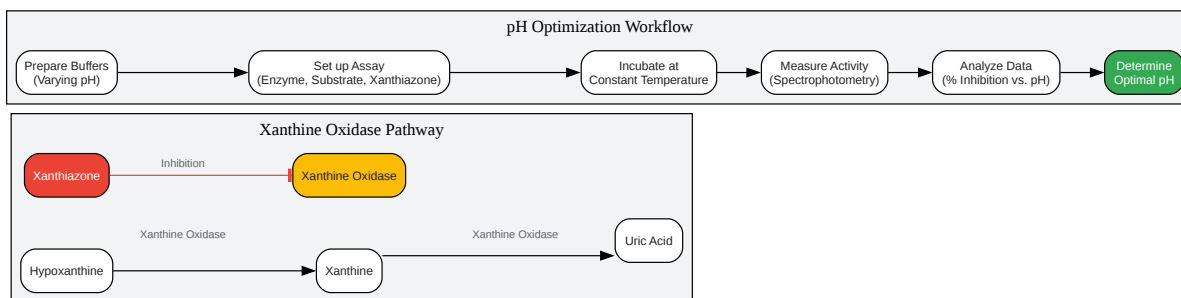 pH Optimization Workflow
Prepare Buffers
(Varying pH)
Set up Assay
(Enzyme, Substrate, Xanthiazone)
Incubate at
Constant Temperature
Measure Activity
(Spectrophotometry)
Analyze Data
(% Inhibition vs. pH)
Determine
Optimal pH
Xanthine Oxidase Pathway
Xanthiazone
Inhibition
Xanthine Oxidase
Hypoxanthine
Xanthine Oxidase
Xanthine
Xanthine Oxidase
Uric Acid